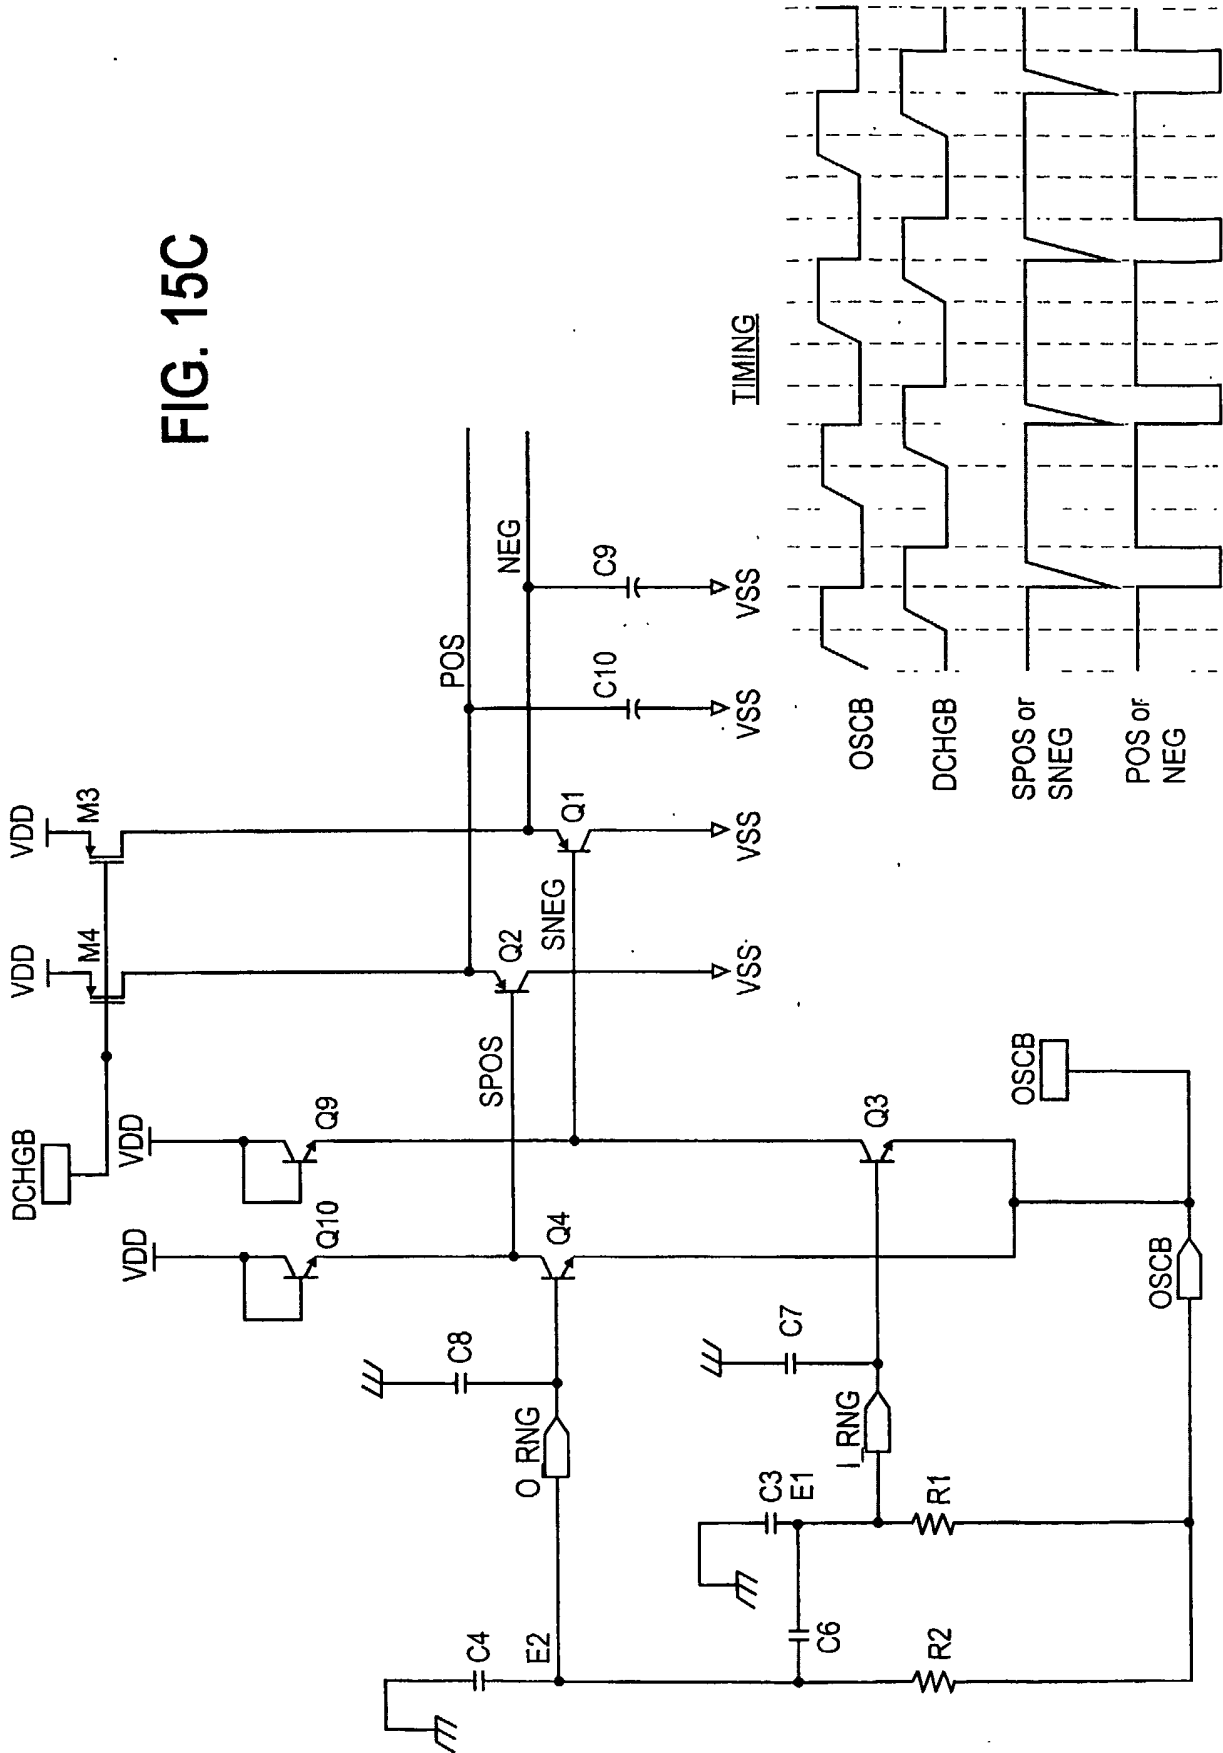 FIG. 15C
DCHGB
VDD
VDD
VDD
VDD
M4
M3
Q10
Q9
SPOS
Q2
SNEG
Q1
POS
NEG
C10
C9
VSS
VSS
VSS
VSS
C8
Q4
O_RNG
C4
E2
C7
Q3
I_RNG
C3
E1
C6
R2
R1
OSCB
OSCB
TIMING
OSCB
DCHGB
SPOS or
SNEG
POS or
NEG